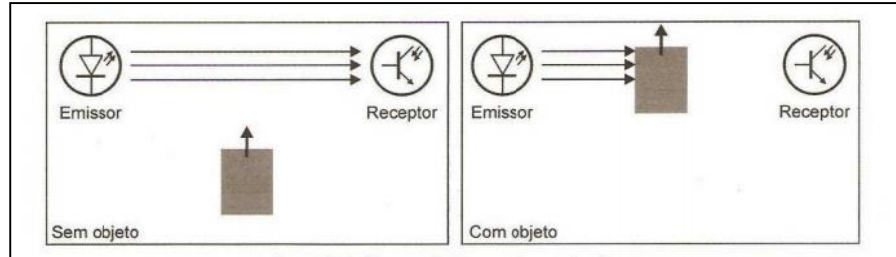 Emissor
Receptor
Sem objeto
Emissor
Receptor
Com objeto